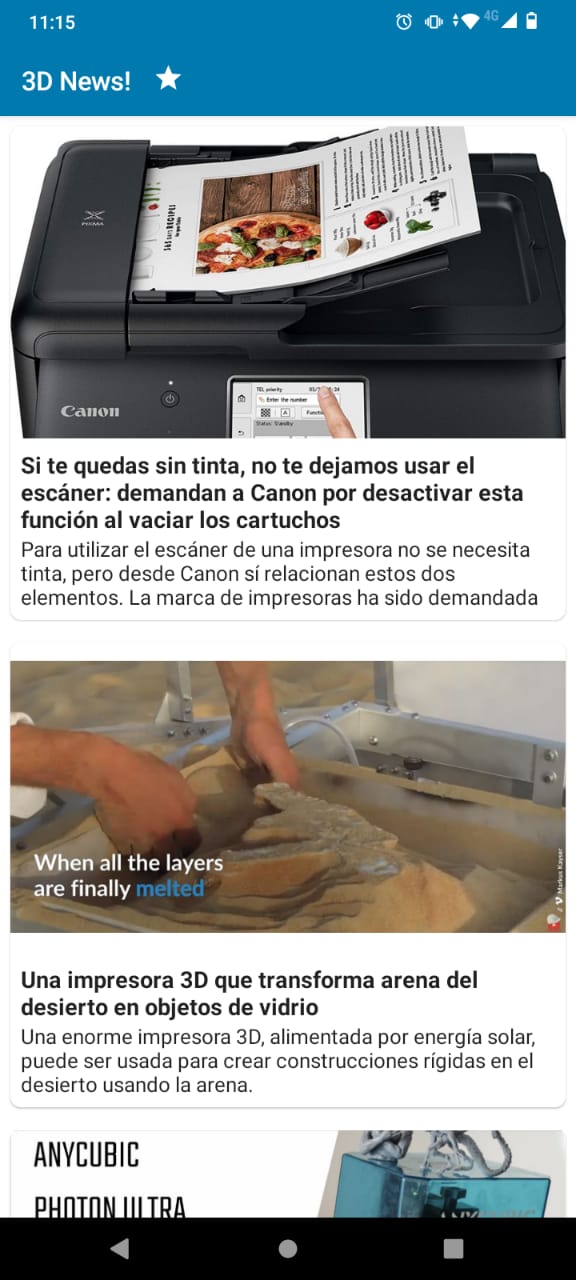 11:15
4G
3D News!
PIXMA
365 DAYS RECIPES
Canon
TEL priority
Enter the number
A
Functi
Status: Standby
Si te quedas sin tinta, no te dejamos usar el
escáner: demandan a Canon por desactivar esta
función al vaciar los cartuchos
Para utilizar el escáner de una impresora no se necesita
tinta, pero desde Canon sí relacionan estos dos
elementos. La marca de impresoras ha sido demandada
When all the layers
are finally melted
Markus Kayser
Una impresora 3D que transforma arena del
desierto en objetos de vidrio
Una enorme impresora 3D, alimentada por energía solar,
puede ser usada para crear construcciones rígidas en el
desierto usando la arena.
ANYCUBIC
PHOTON ULTRA